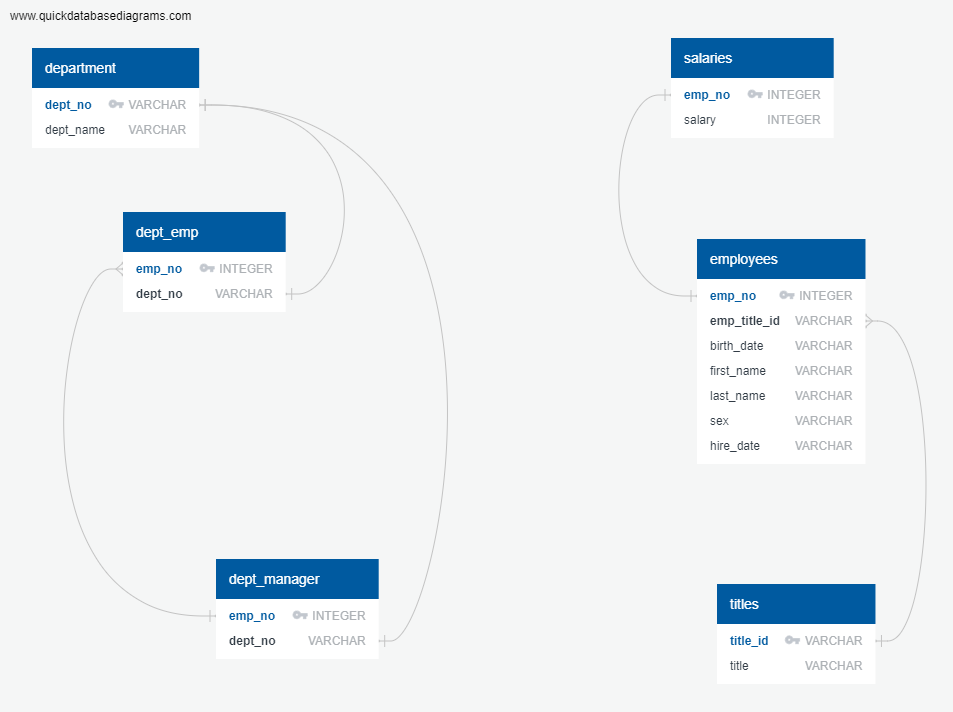 www.quickdatabasediagrams.com
department
dept_no VARCHAR
dept_name VARCHAR
salaries
emp_no INTEGER
salary INTEGER
dept_emp
emp_no INTEGER
dept_no VARCHAR
employees
emp_no INTEGER
emp_title_id VARCHAR
birth_date VARCHAR
first_name VARCHAR
last_name VARCHAR
sex VARCHAR
hire_date VARCHAR
dept_manager
emp_no INTEGER
dept_no VARCHAR
titles
title_id VARCHAR
title VARCHAR